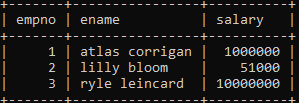 | empno | ename | salary |
| 1 | atlas corrigan | 1000000 |
| 2 | lilly bloom | 51000 |
| 3 | ryle leincard | 10000000 |